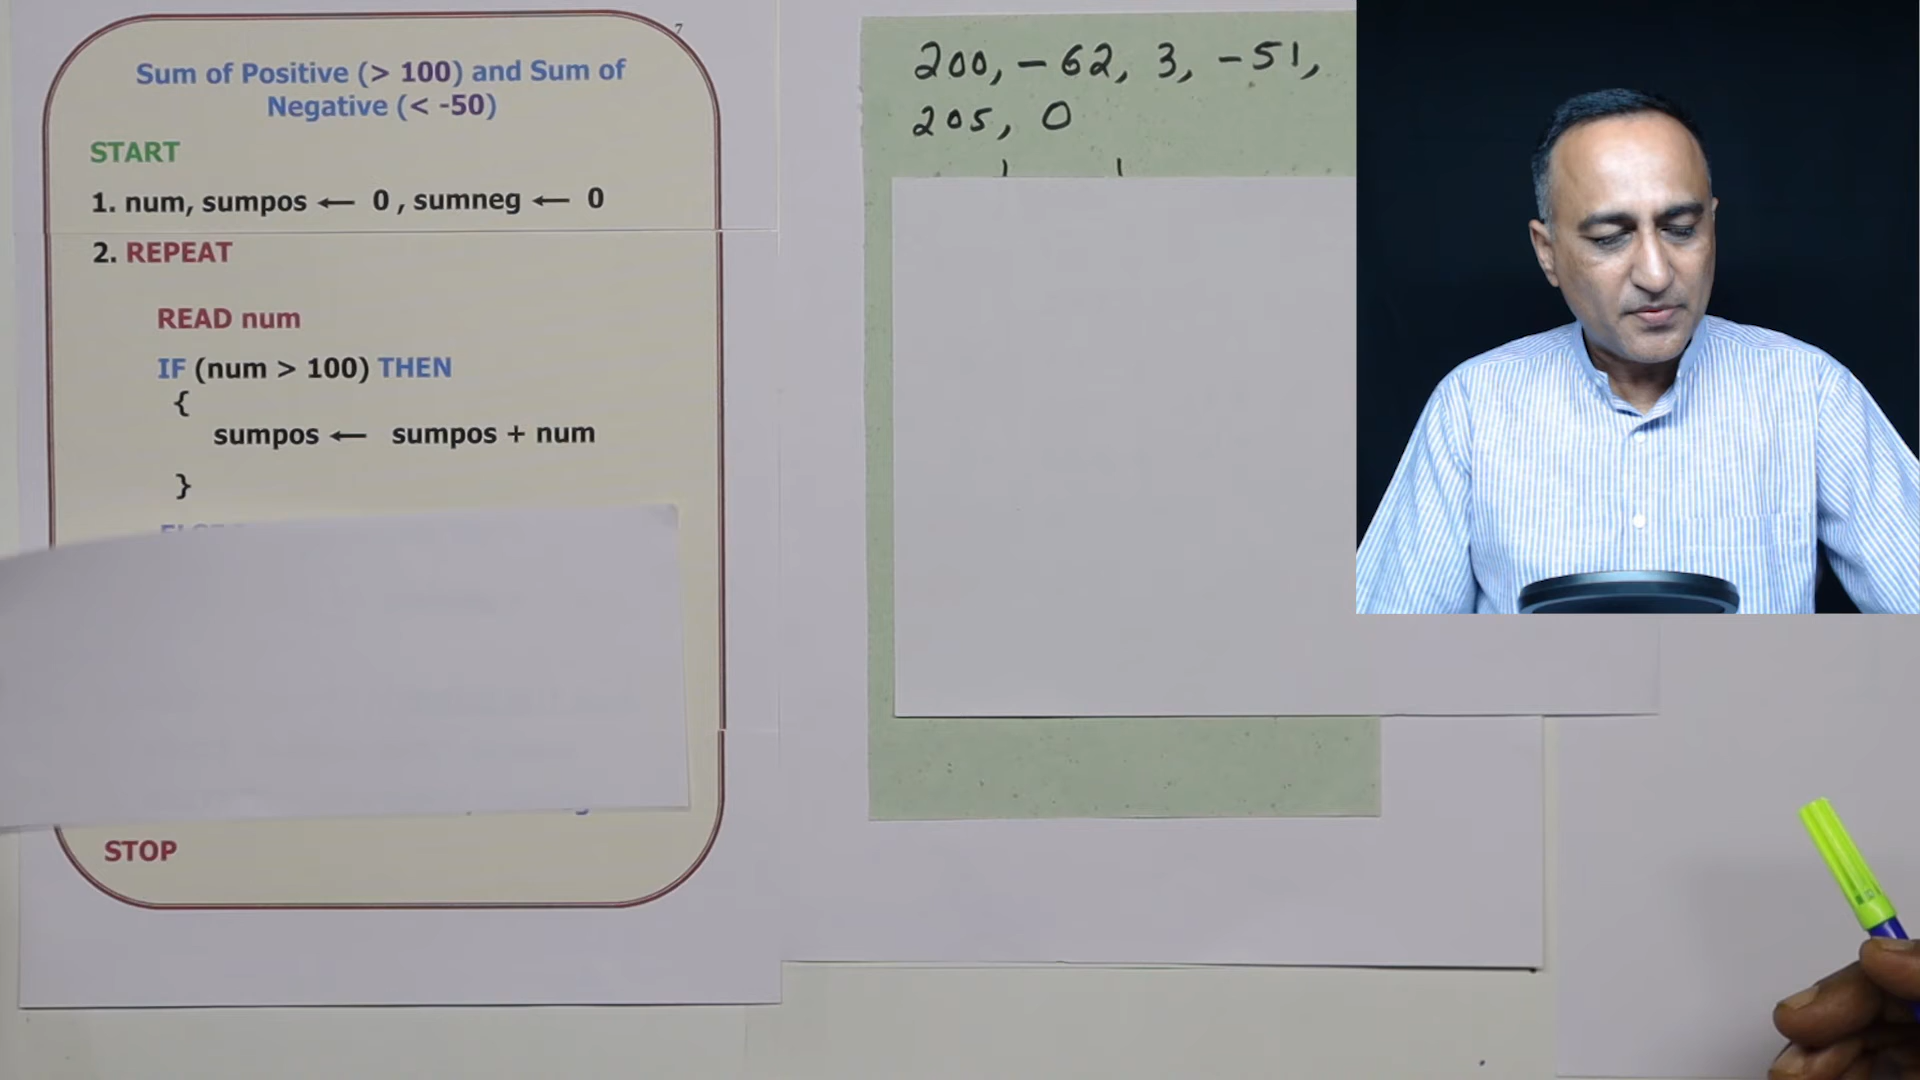 7
Sum of Positive (> 100) and Sum of
Negative (< -50)
START
1. num, sumpos ← 0 , sumneg ← 0
2. REPEAT
READ num
IF (num > 100) THEN
{
sumpos ← sumpos + num
}
STOP
200, -62, 3, -51,
205, 0